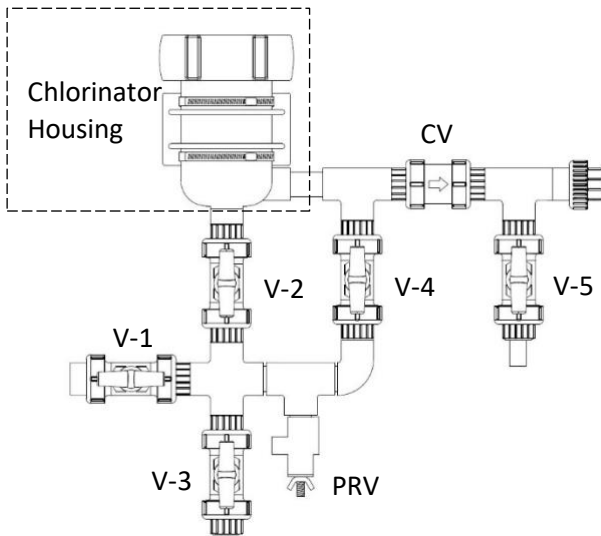 Chlorinator
Housing
CV
V-2
V-4
V-5
V-1
V-3
PRV